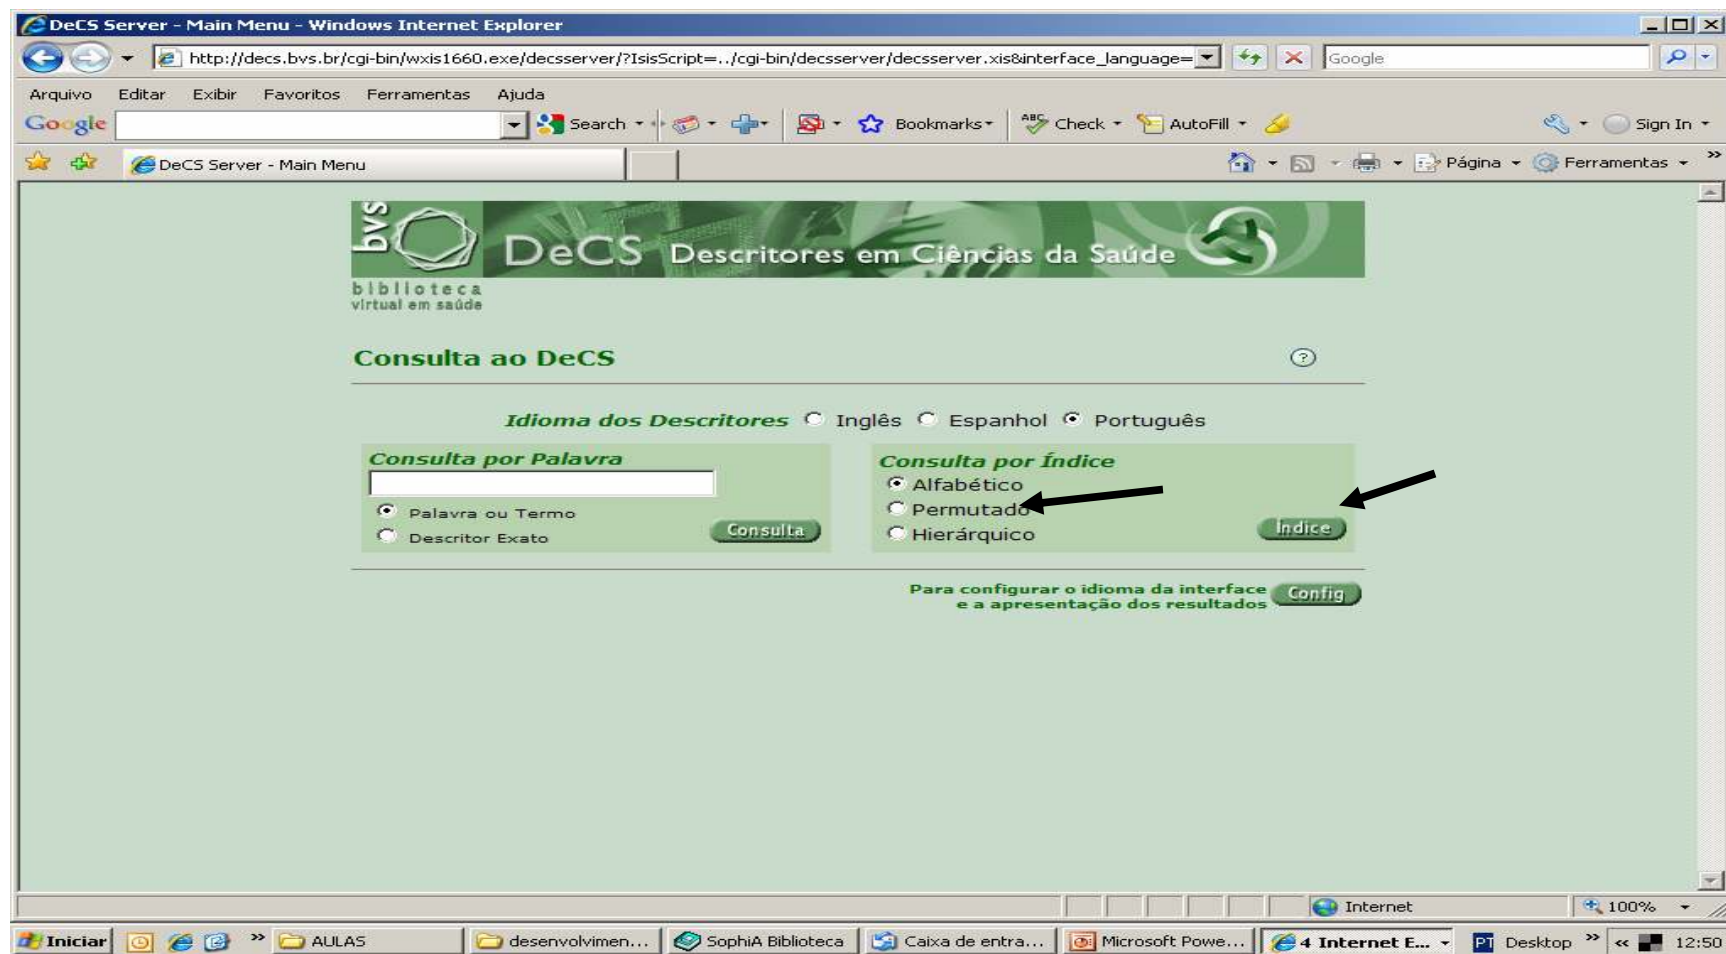 DeCS Server - Main Menu - Windows Internet Explorer
http://decs.bvs.br/cgi-bin/wxis1660.exe/decsserver/?IsisScript=../cgi-bin/decsserver/decsserver.xis&interface_language=
Google
Arquivo Editar Exibir Favoritos Ferramentas Ajuda
Google Search Bookmarks ABC Check AutoFill Sign In
DeCS Server - Main Menu Página Ferramentas »
bvs
DeCS Descritores em Ciências da Saúde
biblioteca
virtual em saúde
Consulta ao DeCS ?
Idioma dos Descritores Inglês Espanhol Português
Consulta por Palavra
Palavra ou Termo
Descritor Exato
Consulta
Consulta por Índice
Alfabético
Permutado
Hierárquico
Índice
Para configurar o idioma da interface
e a apresentação dos resultados
Config
Internet 100%
Iniciar » AULAS desenvolvimen... SophiA Biblioteca Caixa de entra... Microsoft Powe... 4 Internet E... PT Desktop » « 12:50